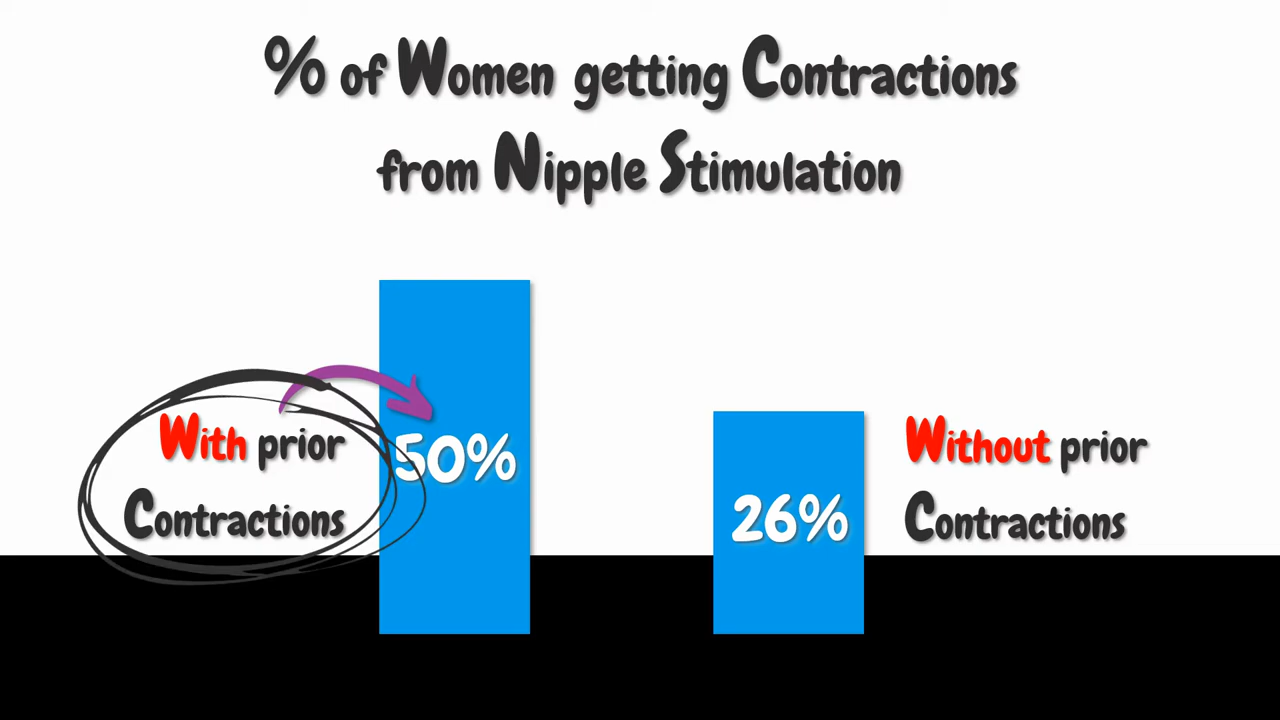 % of Women getting Contractions
from Nipple Stimulation
With prior
Contractions
50%
26%
Without prior
Contractions